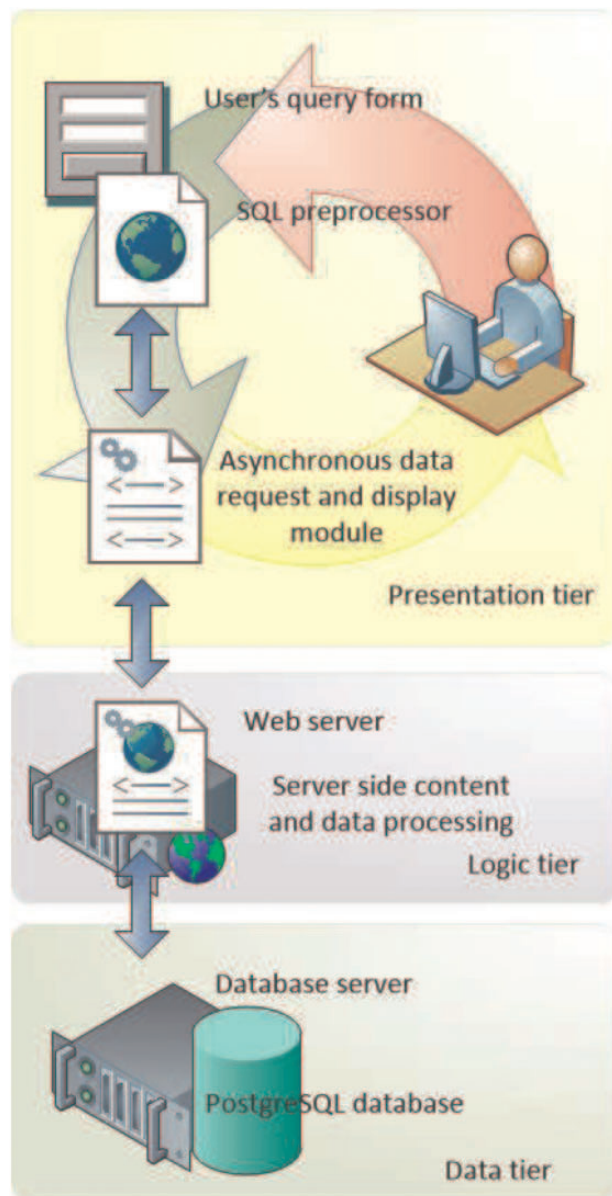 User's query form
SQL preprocessor
Asynchronous data
request and display
module
Presentation tier
Web server
Server side content
and data processing
Logic tier
Database server
PostgreSQL database
Data tier